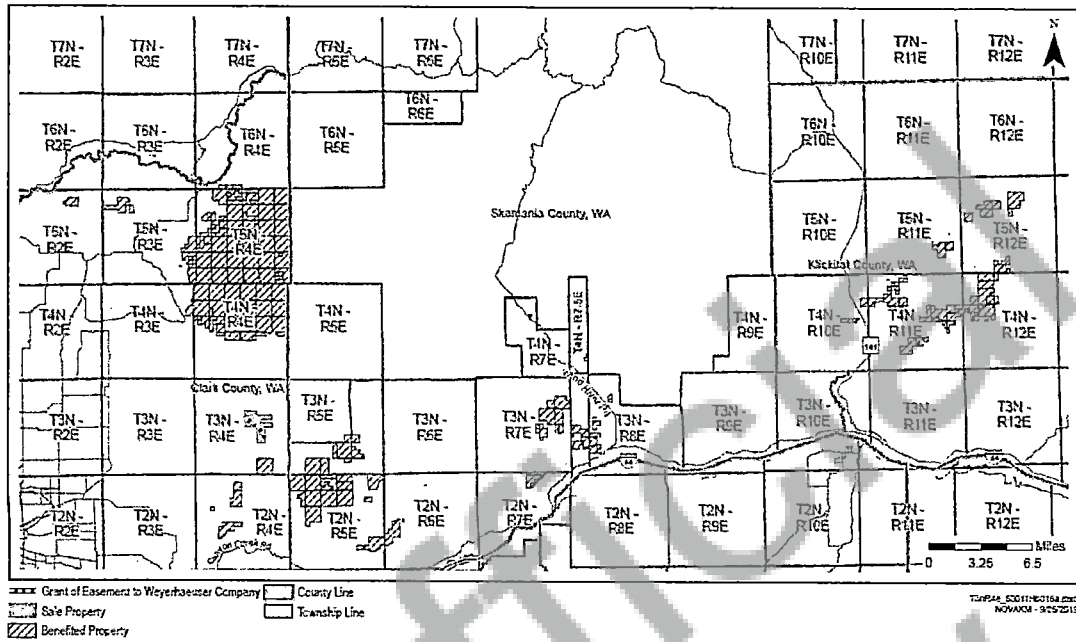 T7N -
R2E
T7N -
R3E
T7N -
R4E
T7N -
R5E
T7N -
R6E
T7N -
R10E
T7N -
R11E
T7N -
R12E
N
T6N -
R2E
T6N -
R3E
T6N -
R4E
T6N -
R5E
T6N -
R6E
T6N -
R10E
T6N -
R11E
T6N -
R12E
Skamania County, WA
T5N -
R2E
T5N -
R3E
T5N -
R4E
T5N -
R10E
T5N -
R11E
T5N -
R12E
Klickitat County, WA
T4N -
R2E
T4N -
R3E
T4N -
R4E
T4N -
R5E
T4N -
R7E
T4N - R7.5E
T4N -
R9E
T4N -
R10E
T4N -
R11E
T4N -
R12E
141
Clark County, WA
T3N -
R2E
T3N -
R3E
T3N -
R4E
T3N -
R5E
T3N -
R6E
T3N -
R7E
T3N -
R8E
T3N -
R9E
T3N -
R10E
T3N -
R11E
T3N -
R12E
T2N -
R2E
T2N -
R3E
T2N -
R4E
T2N -
R5E
T2N -
R6E
T2N -
R7E
T2N -
R8E
T2N -
R9E
T2N -
R10E
T2N -
R11E
T2N -
R12E
Miles
0 3.25 6.5
Grant of Easement to Weyerhaeuser Company
Sale Property
Benefited Property
County Line
Township Line
NOVAKM - 9/25/2019